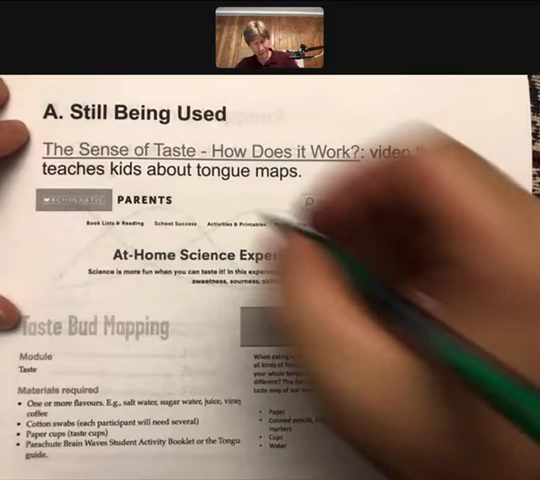 A. Still Being Used
The Sense of Taste - How Does it Work?: video
teaches kids about tongue maps.
SCHOLASTIC PARENTS
Book Lists & Reading School Success Activities & Printables
At-Home Science
Science is more fun when you can taste it! In this
sweetness, sourness,
Taste Bud Mapping
Module
Taste
Materials required
• One or more flavours. E.g., salt water, sugar water, juice,
coffee
• Cotton swabs (each participant will need several)
• Paper cups (taste cups)
• Parachute Brain Waves Student Activity Booklet or the
guide.
When eating
all kinds of
your whole
different? This
taste map of
• Paper
• Colored pencils,
markers
• Cups
• Water